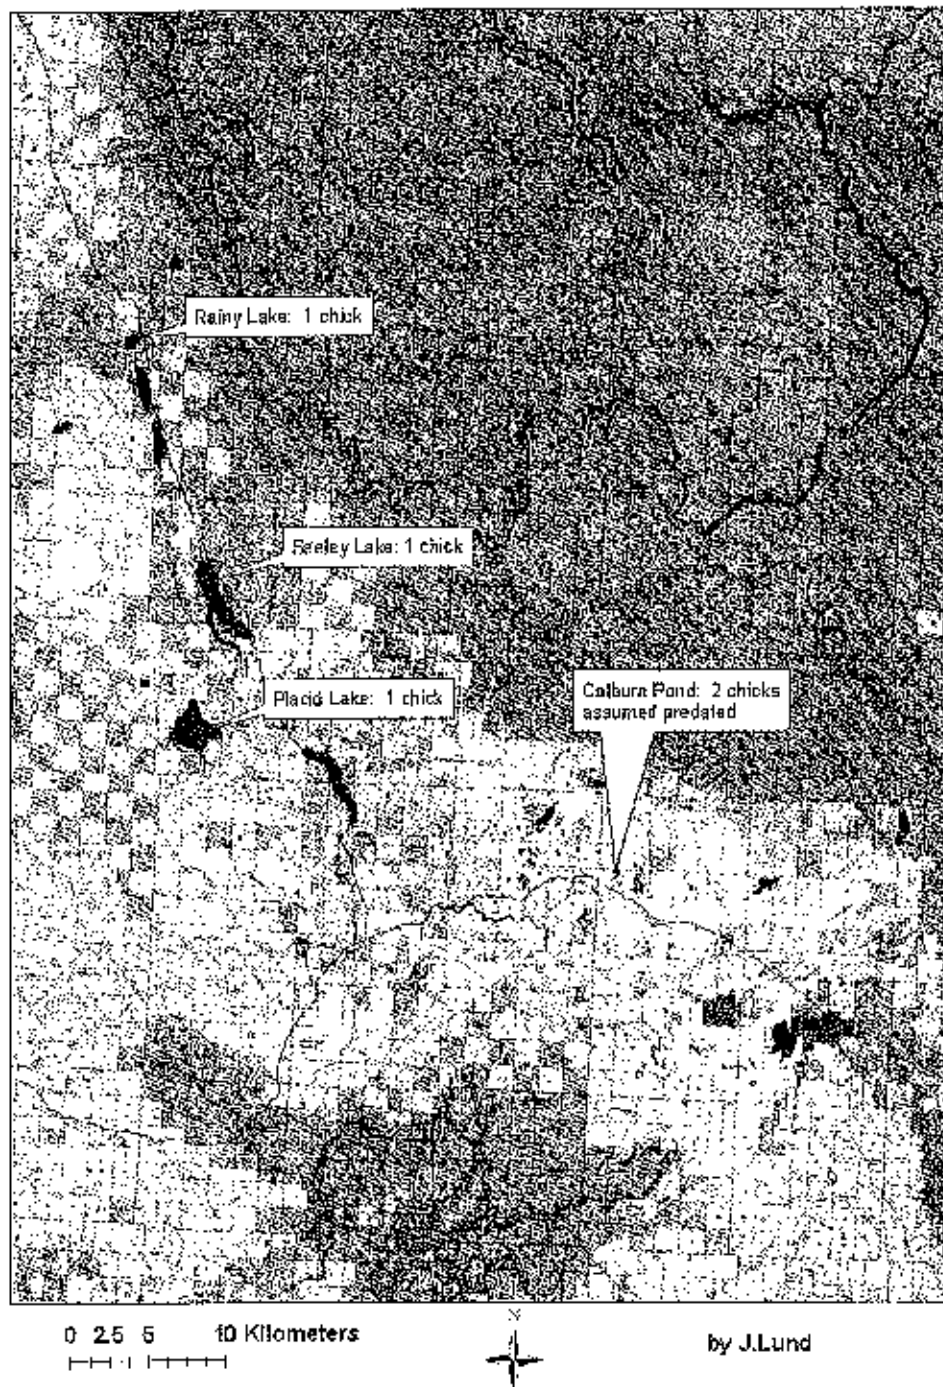 Rainy Lake: 1 chick
Seeley Lake: 1 chick
Placid Lake: 1 chick
Colburn Pond: 2 chicks
assumed predated
0 2.5 5 10 Kilometers
N
by J.Lund